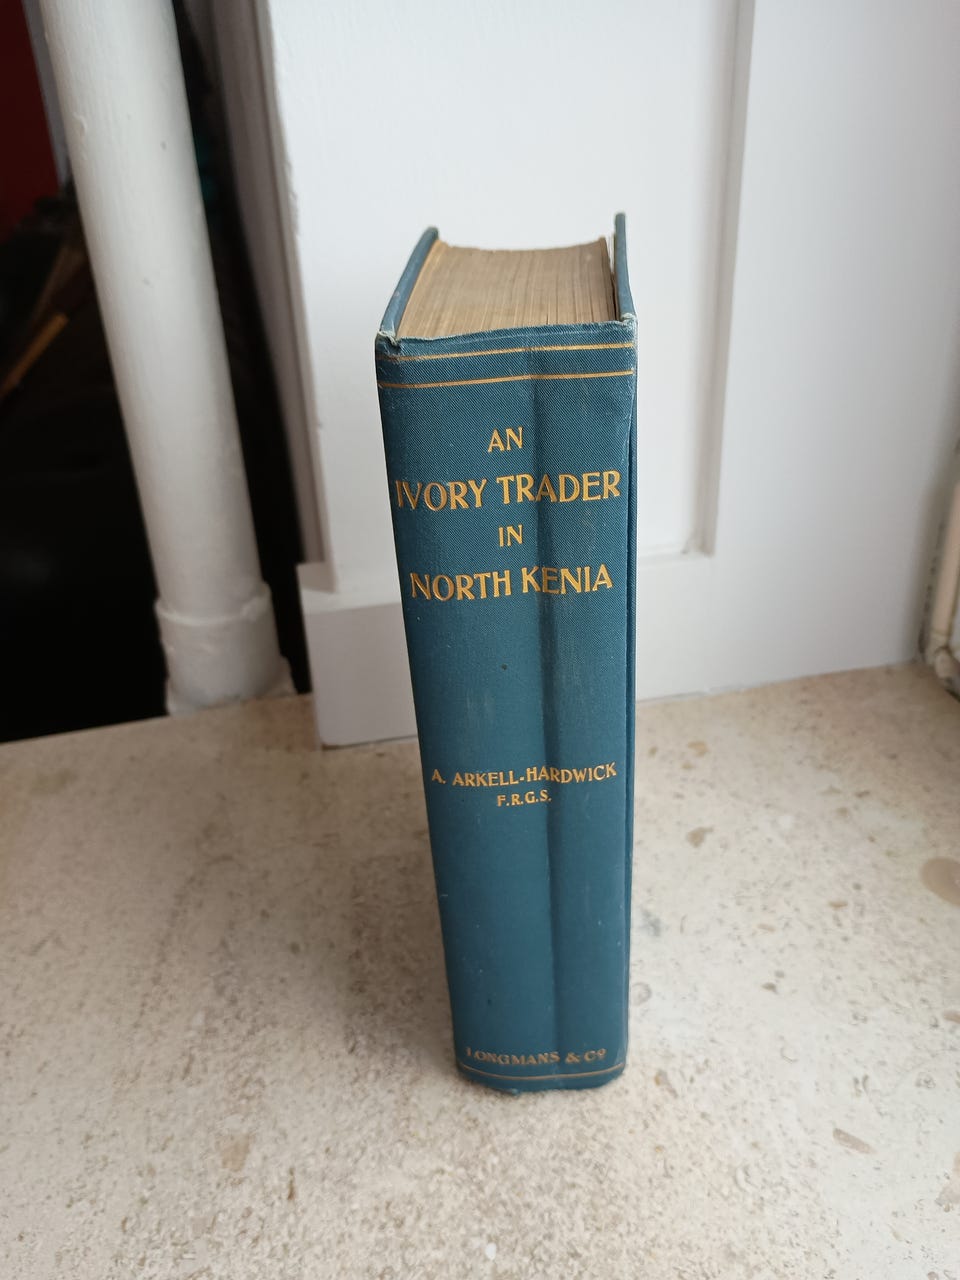 AN
IVORY TRADER
IN
NORTH KENIA
A. ARKELL-HARDWICK
F.R.G.S.
LONGMANS & Cº